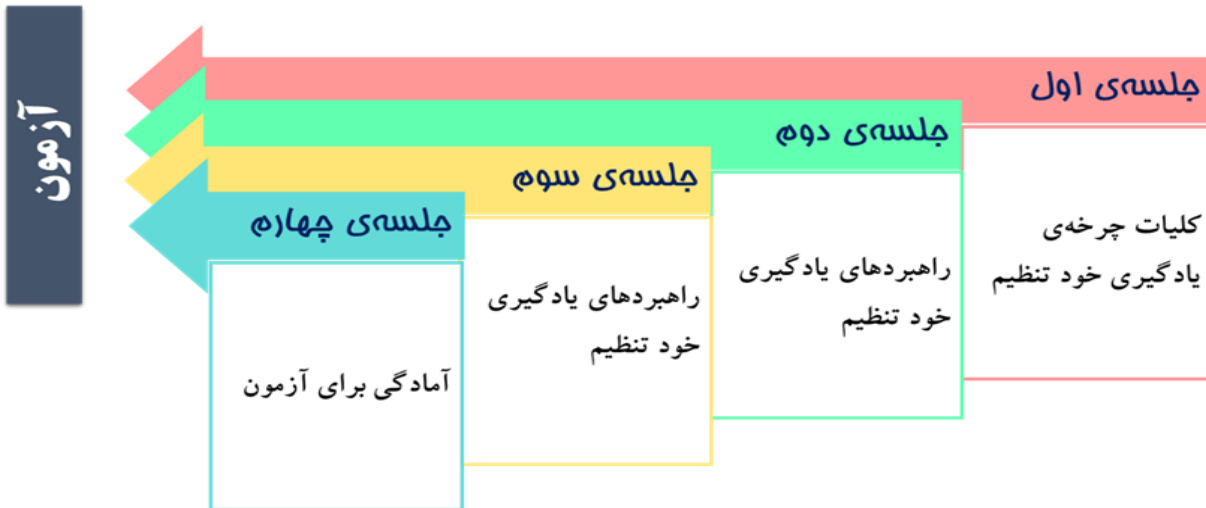 جلسه‌ی اول
کلیات چرخه‌ی
یادگیری خود تنظیم
جلسه‌ی دوم
راهبردهای یادگیری
خود تنظیم
جلسه‌ی سوم
راهبردهای یادگیری
خود تنظیم
جلسه‌ی چهارم
آمادگی برای آزمون
آزمون